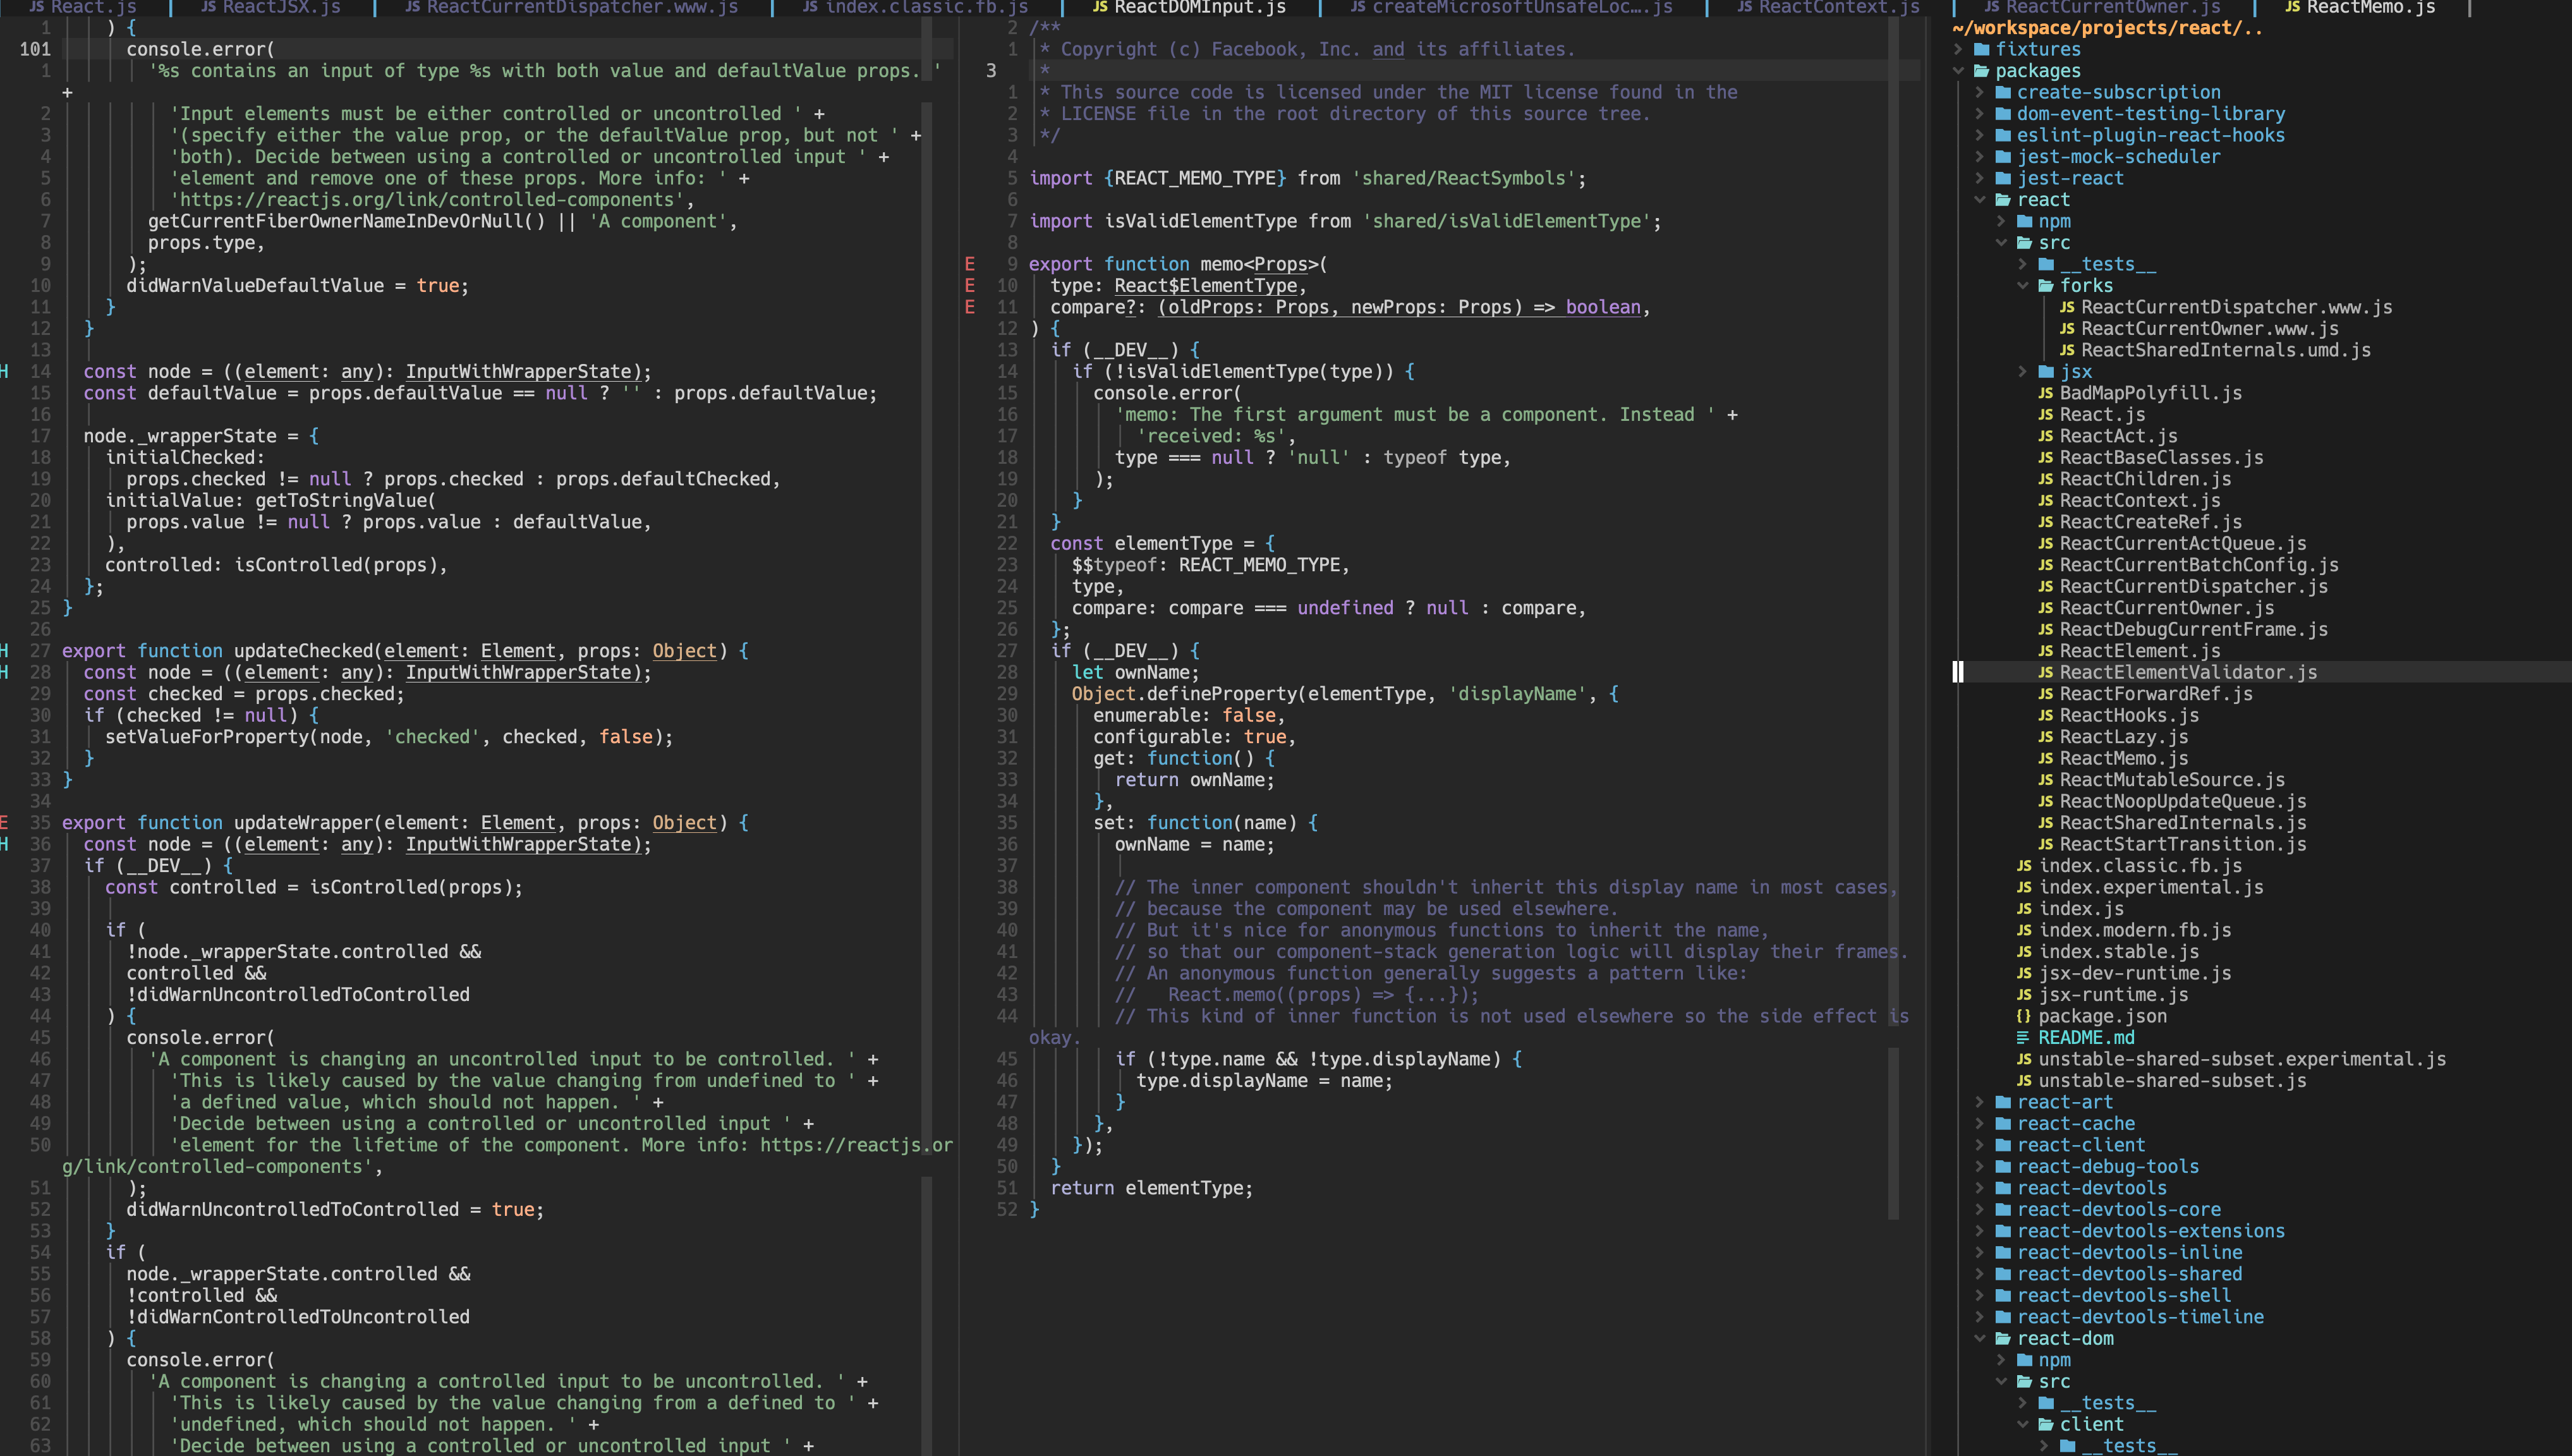 JS React.js
JS ReactJSX.js
JS ReactCurrentDispatcher.www.js
JS index.classic.fb.js
JS ReactDOMInput.js
JS createMicrosoftUnsafeLoc….js
JS ReactContext.js
JS ReactCurrentOwner.js
JS ReactMemo.js
1 ) {
101 console.error(
1 '%s contains an input of type %s with both value and defaultValue props. '
+
2 'Input elements must be either controlled or uncontrolled ' +
3 '(specify either the value prop, or the defaultValue prop, but not ' +
4 'both). Decide between using a controlled or uncontrolled input ' +
5 'element and remove one of these props. More info: ' +
6 'https://reactjs.org/link/controlled-components',
7 getCurrentFiberOwnerNameInDevOrNull() || 'A component',
8 props.type,
9 );
10 didWarnValueDefaultValue = true;
11 }
12 }
13
H 14 const node = ((element: any): InputWithWrapperState);
15 const defaultValue = props.defaultValue == null ? '' : props.defaultValue;
16
17 node._wrapperState = {
18 initialChecked:
19 props.checked != null ? props.checked : props.defaultChecked,
20 initialValue: getToStringValue(
21 props.value != null ? props.value : defaultValue,
22 ),
23 controlled: isControlled(props),
24 };
25 }
26
H 27 export function updateChecked(element: Element, props: Object) {
H 28 const node = ((element: any): InputWithWrapperState);
29 const checked = props.checked;
30 if (checked != null) {
31 setValueForProperty(node, 'checked', checked, false);
32 }
33 }
34
E 35 export function updateWrapper(element: Element, props: Object) {
H 36 const node = ((element: any): InputWithWrapperState);
37 if (__DEV__) {
38 const controlled = isControlled(props);
39
40 if (
41 !node._wrapperState.controlled &&
42 controlled &&
43 !didWarnUncontrolledToControlled
44 ) {
45 console.error(
46 'A component is changing an uncontrolled input to be controlled. ' +
47 'This is likely caused by the value changing from undefined to ' +
48 'a defined value, which should not happen. ' +
49 'Decide between using a controlled or uncontrolled input ' +
50 'element for the lifetime of the component. More info: https://reactjs.or
g/link/controlled-components',
51 );
52 didWarnUncontrolledToControlled = true;
53 }
54 if (
55 node._wrapperState.controlled &&
56 !controlled &&
57 !didWarnControlledToUncontrolled
58 ) {
59 console.error(
60 'A component is changing a controlled input to be uncontrolled. ' +
61 'This is likely caused by the value changing from a defined to ' +
62 'undefined, which should not happen. ' +
63 'Decide between using a controlled or uncontrolled input ' +
2 /**
1 * Copyright (c) Facebook, Inc. and its affiliates.
3 *
1 * This source code is licensed under the MIT license found in the
2 * LICENSE file in the root directory of this source tree.
3 */
4
5 import {REACT_MEMO_TYPE} from 'shared/ReactSymbols';
6
7 import isValidElementType from 'shared/isValidElementType';
8
E 9 export function memo<Props>(
E 10 type: React$ElementType,
E 11 compare?: (oldProps: Props, newProps: Props) => boolean,
12 ) {
13 if (__DEV__) {
14 if (!isValidElementType(type)) {
15 console.error(
16 'memo: The first argument must be a component. Instead ' +
17 'received: %s',
18 type === null ? 'null' : typeof type,
19 );
20 }
21 }
22 const elementType = {
23 $$typeof: REACT_MEMO_TYPE,
24 type,
25 compare: compare === undefined ? null : compare,
26 };
27 if (__DEV__) {
28 let ownName;
29 Object.defineProperty(elementType, 'displayName', {
30 enumerable: false,
31 configurable: true,
32 get: function() {
33 return ownName;
34 },
35 set: function(name) {
36 ownName = name;
37
38 // The inner component shouldn't inherit this display name in most cases,
39 // because the component may be used elsewhere.
40 // But it's nice for anonymous functions to inherit the name,
41 // so that our component-stack generation logic will display their frames.
42 // An anonymous function generally suggests a pattern like:
43 // React.memo((props) => {...});
44 // This kind of inner function is not used elsewhere so the side effect is
okay.
45 if (!type.name && !type.displayName) {
46 type.displayName = name;
47 }
48 },
49 });
50 }
51 return elementType;
52 }
~/workspace/projects/react/..
fixtures
packages
create-subscription
dom-event-testing-library
eslint-plugin-react-hooks
jest-mock-scheduler
jest-react
react
npm
src
__tests__
forks
JS ReactCurrentDispatcher.www.js
JS ReactCurrentOwner.www.js
JS ReactSharedInternals.umd.js
jsx
JS BadMapPolyfill.js
JS React.js
JS ReactAct.js
JS ReactBaseClasses.js
JS ReactChildren.js
JS ReactContext.js
JS ReactCreateRef.js
JS ReactCurrentActQueue.js
JS ReactCurrentBatchConfig.js
JS ReactCurrentDispatcher.js
JS ReactCurrentOwner.js
JS ReactDebugCurrentFrame.js
JS ReactElement.js
JS ReactElementValidator.js
JS ReactForwardRef.js
JS ReactHooks.js
JS ReactLazy.js
JS ReactMemo.js
JS ReactMutableSource.js
JS ReactNoopUpdateQueue.js
JS ReactSharedInternals.js
JS ReactStartTransition.js
JS index.classic.fb.js
JS index.experimental.js
JS index.js
JS index.modern.fb.js
JS index.stable.js
JS jsx-dev-runtime.js
JS jsx-runtime.js
{} package.json
README.md
JS unstable-shared-subset.experimental.js
JS unstable-shared-subset.js
react-art
react-cache
react-client
react-debug-tools
react-devtools
react-devtools-core
react-devtools-extensions
react-devtools-inline
react-devtools-shared
react-devtools-shell
react-devtools-timeline
react-dom
npm
src
__tests__
client
__tests__